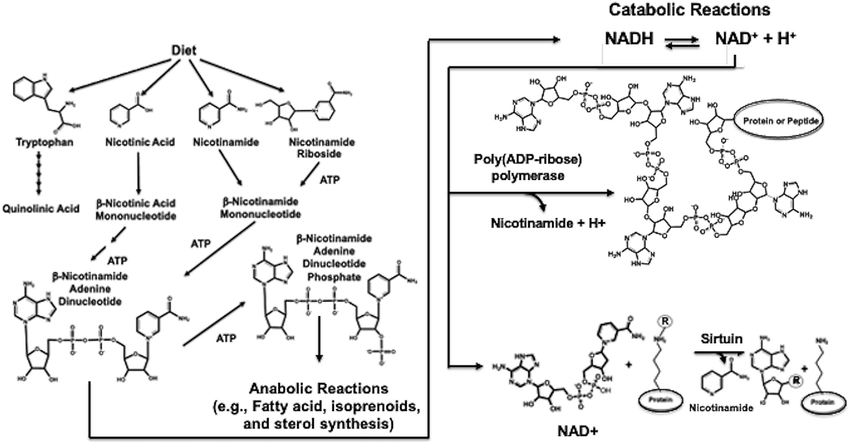 Catabolic Reactions
NADH NAD⁺ + H⁺
Diet
Tryptophan
Nicotinic Acid
Nicotinamide
Nicotinamide
Riboside
ATP
Quinolinic Acid
β-Nicotinic Acid
Mononucleotide
β-Nicotinamide
Mononucleotide
ATP
ATP
β-Nicotinamide
Adenine
Dinucleotide
β-Nicotinamide
Adenine
Dinucleotide
Phosphate
ATP
Anabolic Reactions
(e.g., Fatty acid, isoprenoids,
and sterol synthesis)
Protein or Peptide
Poly(ADP-ribose)
polymerase
Nicotinamide + H+
NAD+
+
R
Protein
Sirtuin
Nicotinamide
R
+
Protein